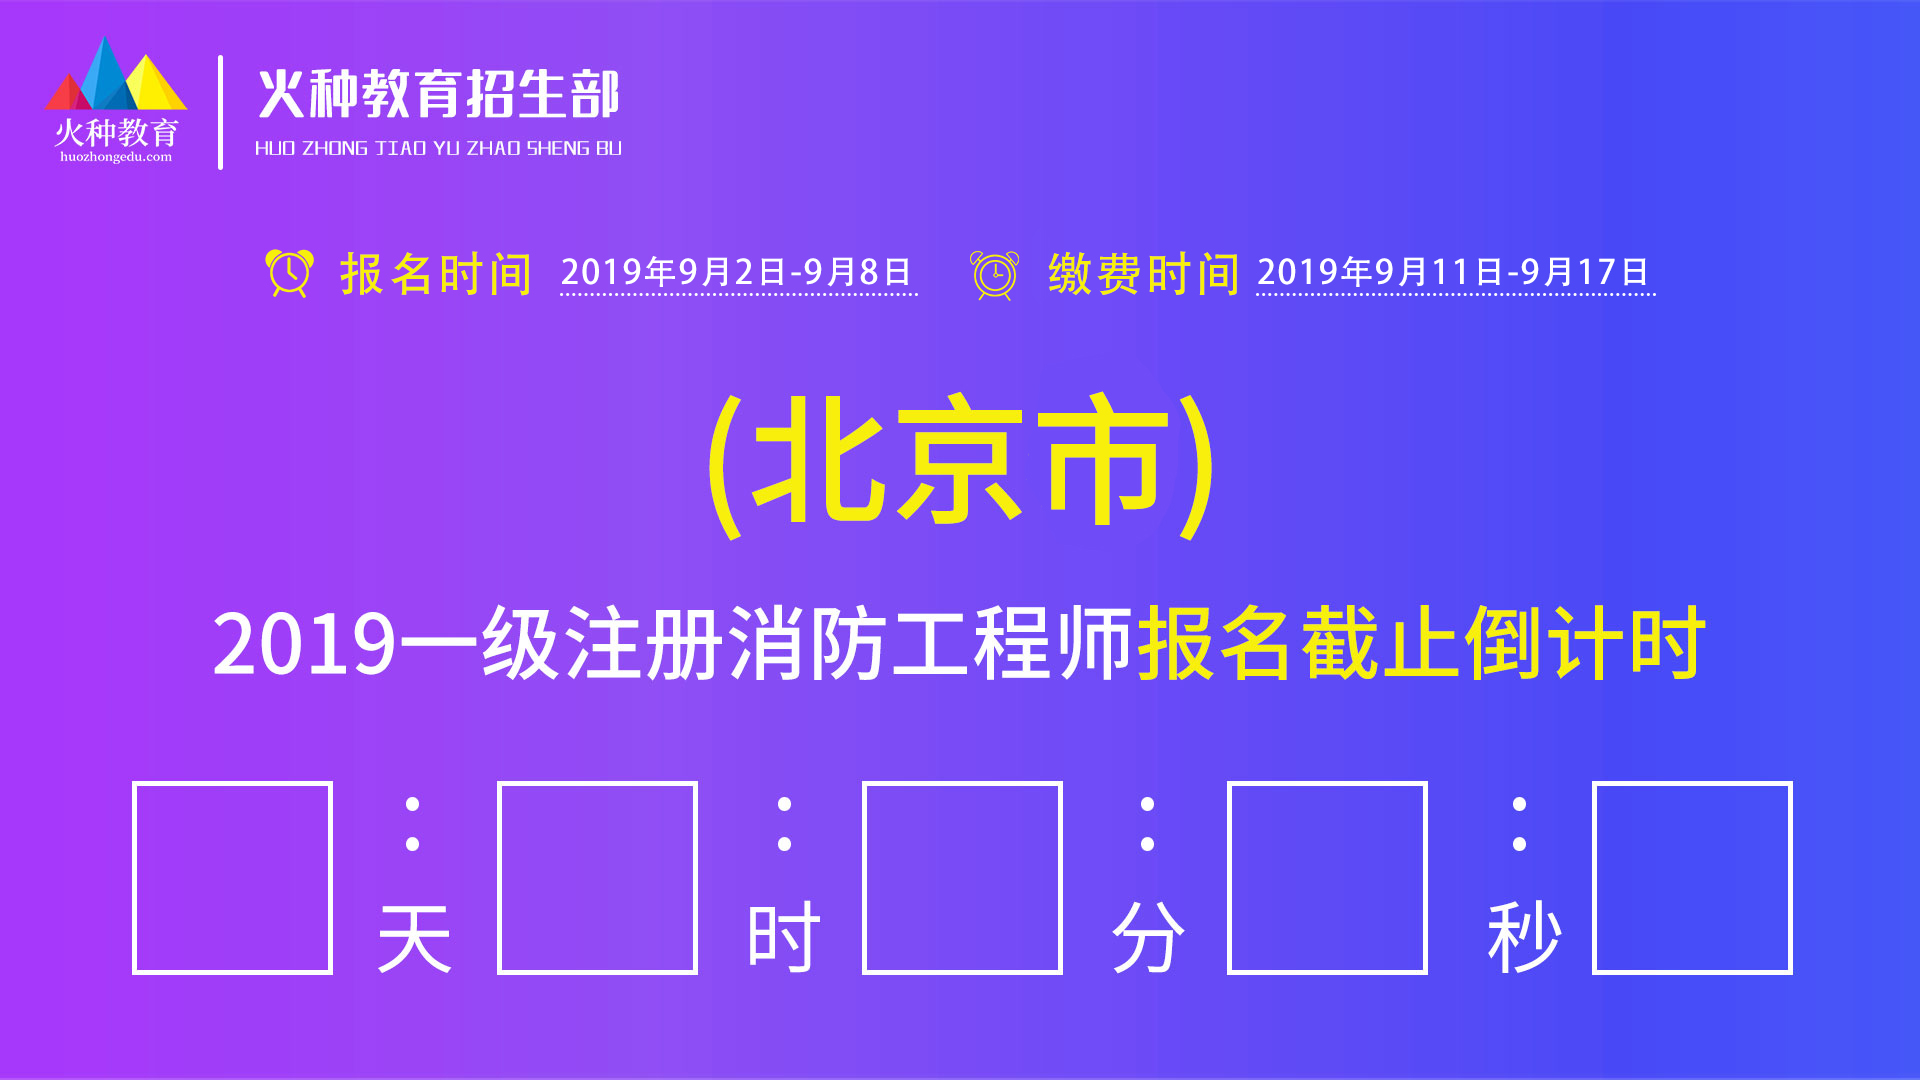 火种教育
huozhongedu.com
火种教育招生部
HUO ZHONG JIAO YU ZHAO SHENG BU
报名时间 2019年9月2日-9月8日 缴费时间 2019年9月11日-9月17日
(北京市)
2019一级注册消防工程师报名截止倒计时
: : : :
天 时 分 秒